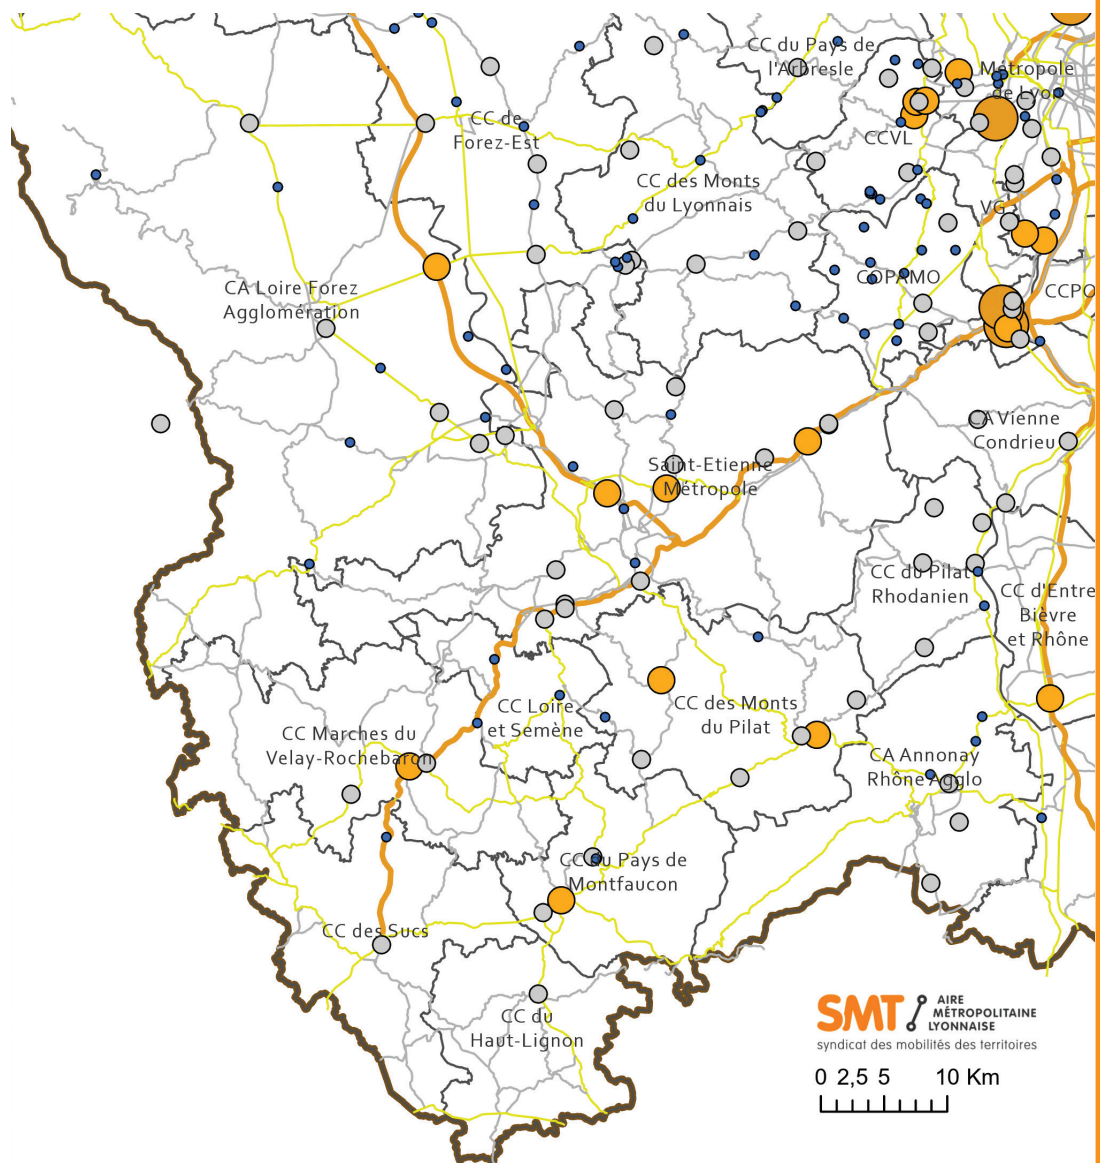 CC du Pays de
l'Arbresle
Métropole
de Lyon
CC de
Forez-Est
CCVL
CC des Monts
du Lyonnais
VG
CA Loire Forez
Agglomération
COPAMO
CCPO
CA Vienne
Condrieu
Saint-Etienne
Métropole
CC du Pilat
Rhodanien
CC d'Entre
Bièvre
et Rhône
CC Loire
et Semène
CC des Monts
du Pilat
CC Marches du
Velay-Rochebaron
CA Annonay
Rhône Agglo
CC du Pays de
Montfaucon
CC des Sucs
CC du
Haut-Lignon
SMT
AIRE
MÉTROPOLITAINE
LYONNAISE
syndicat des mobilités des territoires
0 2,5 5 10 Km